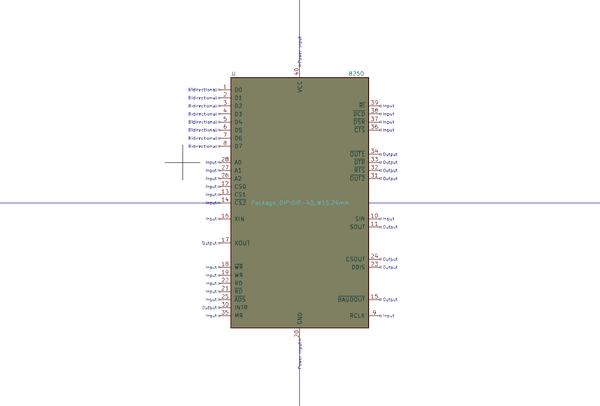 Power input
40
VCC
U
8250
Bidirectional 1 D0
Bidirectional 2 D1
Bidirectional 3 D2
Bidirectional 4 D3
Bidirectional 5 D4
Bidirectional 6 D5
Bidirectional 7 D6
Bidirectional 8 D7
Input 28 A0
Input 27 A1
Input 26 A2
Input 12 CS0
Input 13 CS1
Input 14 CS2
Input 16 XIN
Output 17 XOUT
Input 18 WR
Input 19 WR
Input 22 RD
Input 21 RD
Input 25 ADS
Output 30 INTR
Input 35 MR
Package_DIP:DIP-40_W15.24mm
RI 39 Input
DCD 38 Input
DSR 37 Input
CTS 36 Input
OUT1 34 Output
DTR 33 Output
RTS 32 Output
OUT2 31 Output
SIN 10 Input
SOUT 11 Output
CSOUT 24 Output
DDIS 23 Output
BAUDOUT 15 Output
RCLK 9 Input
GND
20
Power input